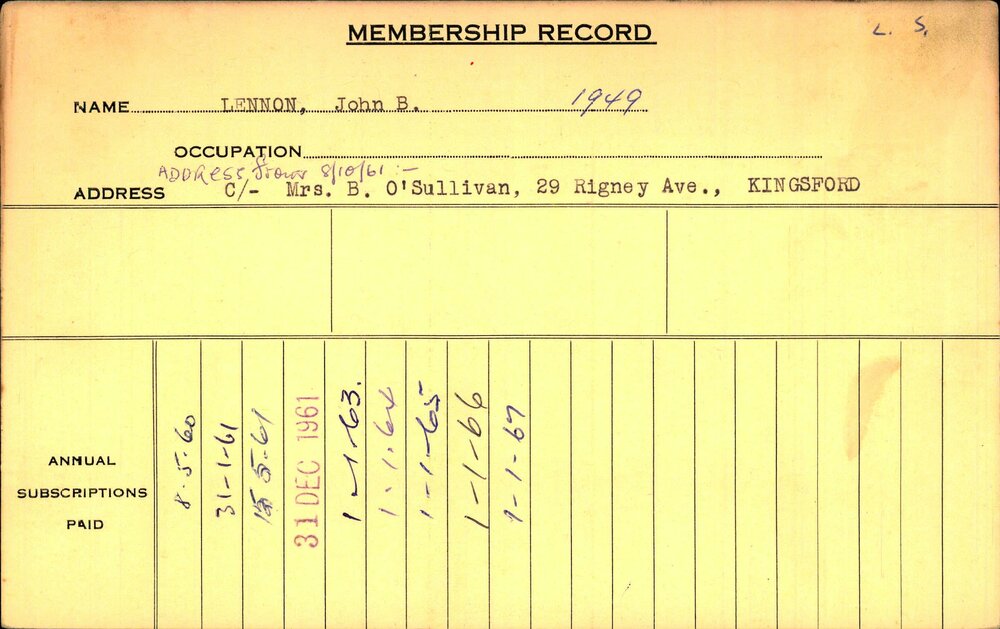 L. S.
MEMBERSHIP RECORD
NAME LENNON, John B. 1949
OCCUPATION
ADDRESS from 8/10/61 :-
ADDRESS C/- Mrs. B. O'Sullivan, 29 Rigney Ave., KINGSFORD
ANNUAL
SUBSCRIPTIONS
PAID
8.5.60
31-1-61
5-61
31 DEC 1961
1-1-63.
1.1.64
1-1-65
1-1-66
1-1-67